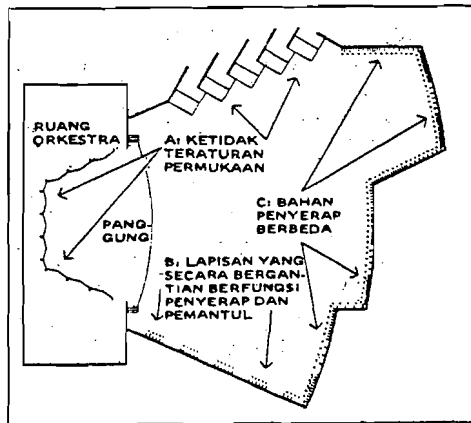 RUANG
ORKESTRA
A: KETIDAK
TERATURAN
PERMUKAAN
PANG-
GUNG
C: BAHAN
PENYERAP
BERBEDA
B: LAPISAN YANG
SECARA BERGAN-
TIAN BERFUNGSI
PENYERAP DAN
PEMANTUL